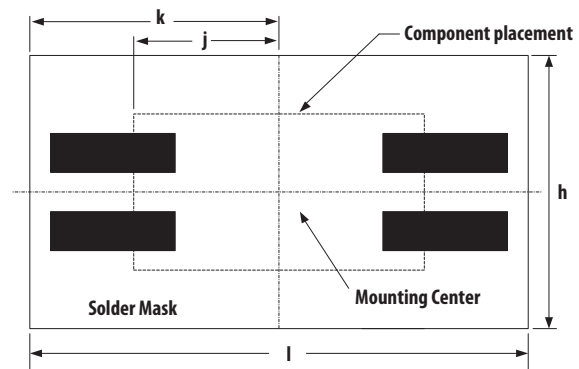 k
j
Component placement
h
Mounting Center
Solder Mask
l